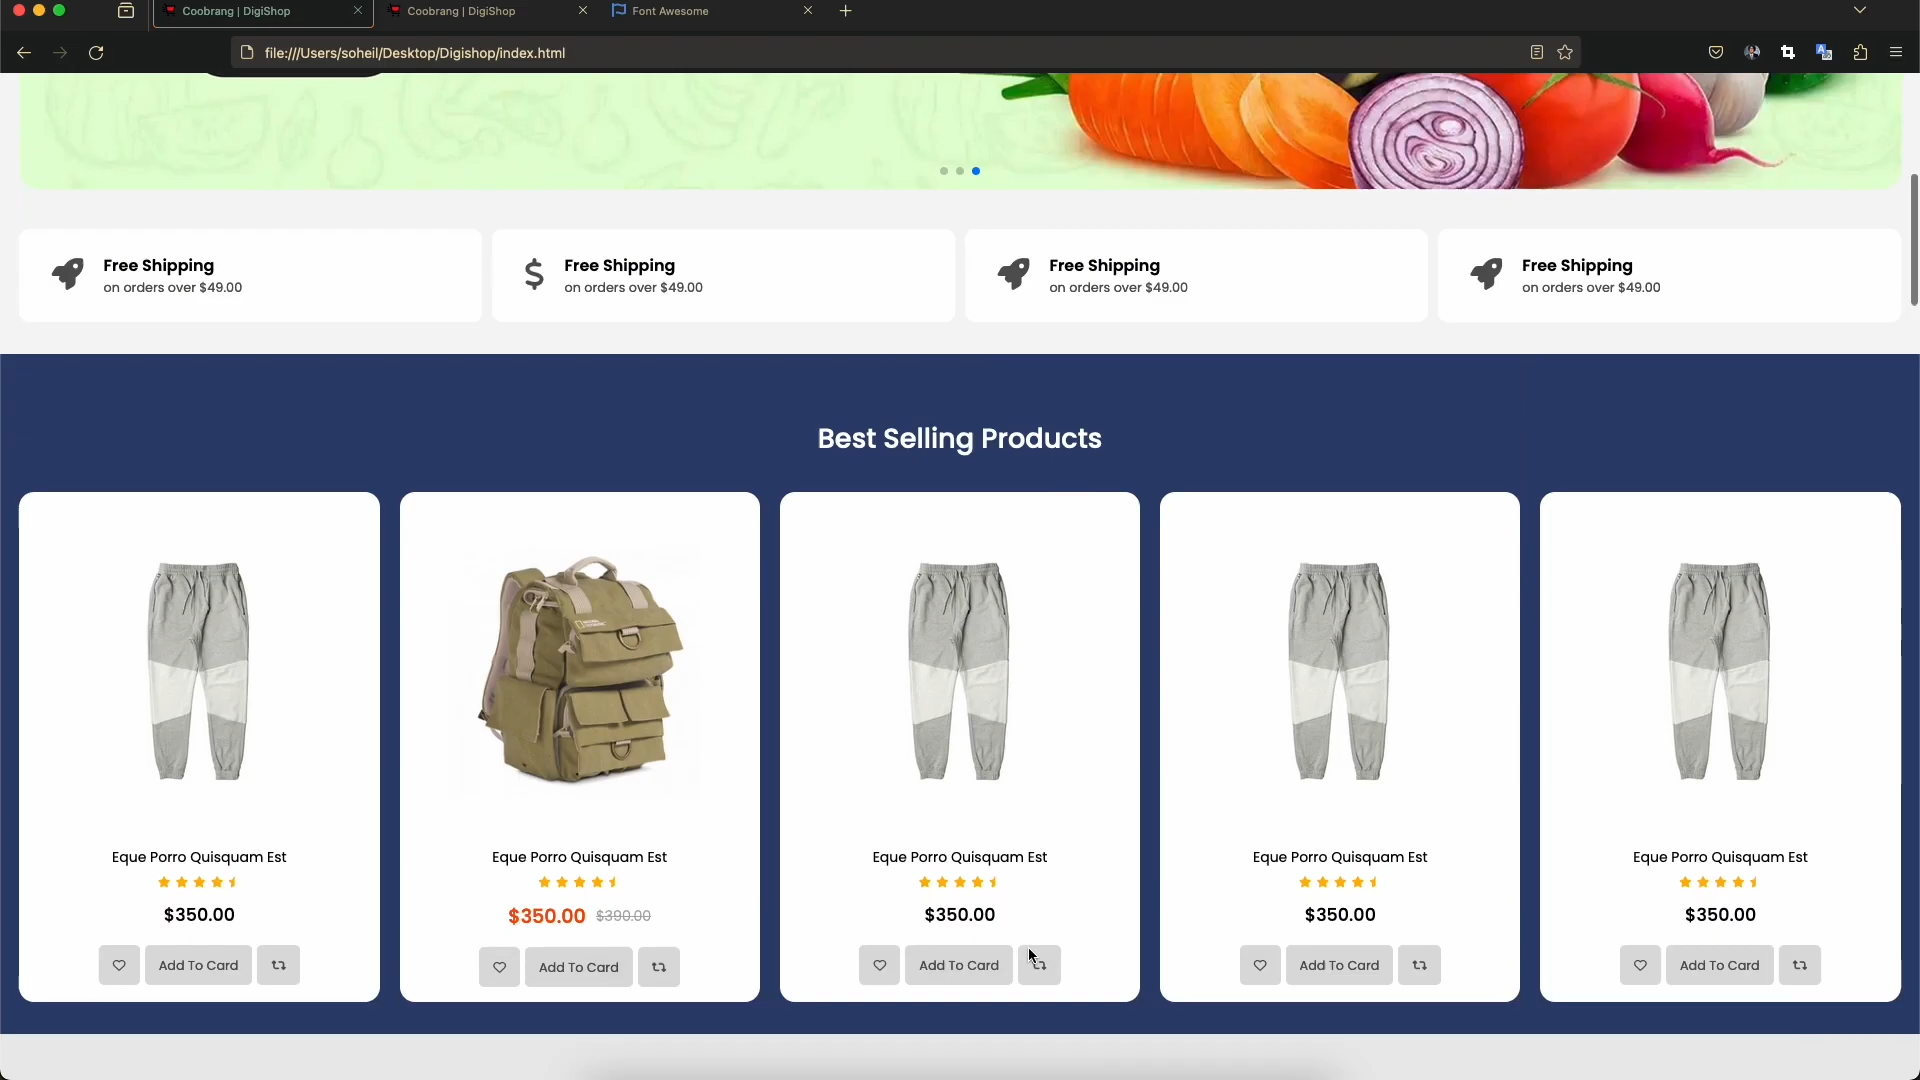 Coobrang | DigiShop
Coobrang | DigiShop
Font Awesome
file:///Users/soheil/Desktop/Digishop/index.html
Free Shipping
on orders over $49.00
Free Shipping
on orders over $49.00
Free Shipping
on orders over $49.00
Free Shipping
on orders over $49.00
Best Selling Products
Eque Porro Quisquam Est
$350.00
Add To Card
Eque Porro Quisquam Est
$350.00 $390.00
Add To Card
Eque Porro Quisquam Est
$350.00
Add To Card
Eque Porro Quisquam Est
$350.00
Add To Card
Eque Porro Quisquam Est
$350.00
Add To Card